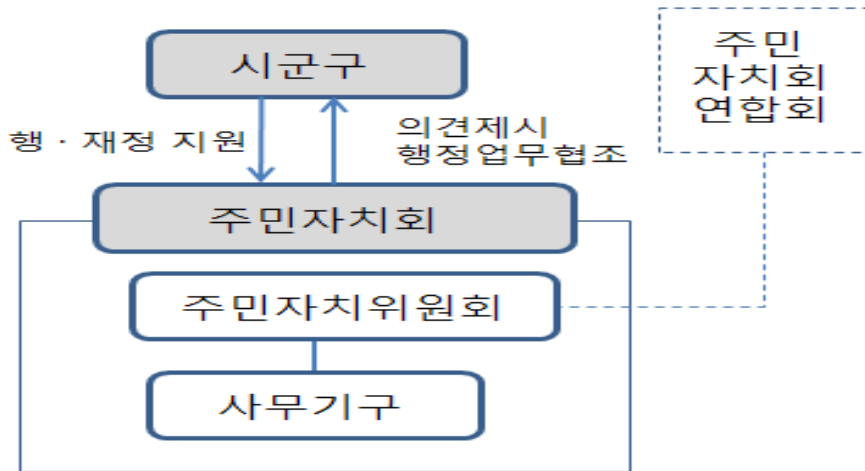 시군구
주민
자치회
연합회
행 · 재정 지원
의견제시
행정업무협조
주민자치회
주민자치위원회
사무기구